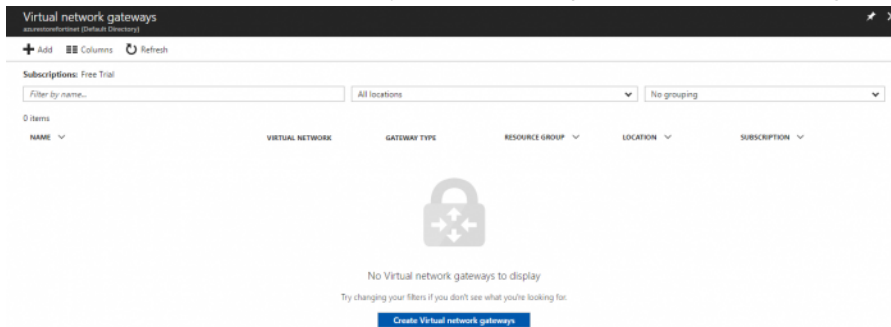 Virtual network gateways
azurestorefortinet (Default Directory)
Add Columns Refresh
Subscriptions: Free Trial
Filter by name... All locations No grouping
0 items
NAME VIRTUAL NETWORK GATEWAY TYPE RESOURCE GROUP LOCATION SUBSCRIPTION
No Virtual network gateways to display
Try changing your filters if you don't see what you're looking for.
Create Virtual network gateways